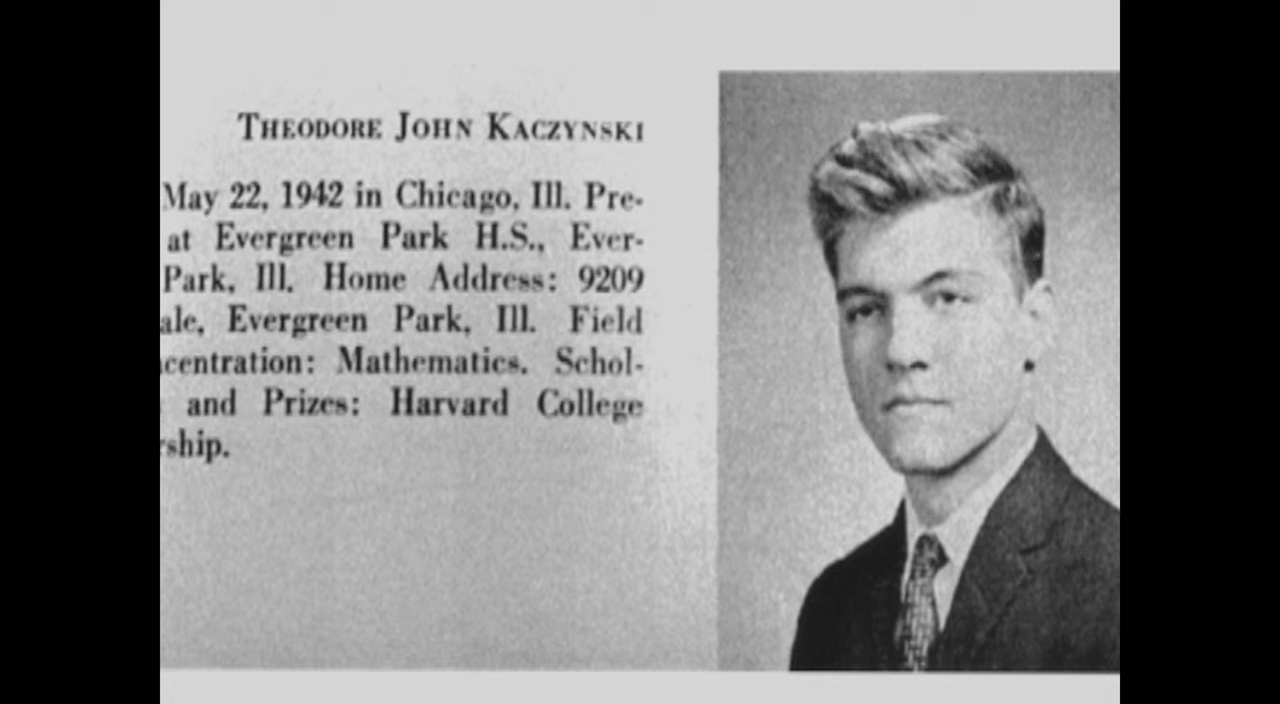 THEODORE JOHN KACZYNSKI
May 22, 1942 in Chicago, Ill. Pre-
at Evergreen Park H.S., Ever-
Park, Ill. Home Address: 9209
ale, Evergreen Park, Ill. Field
centration: Mathematics. Schol-
and Prizes: Harvard College
rship.